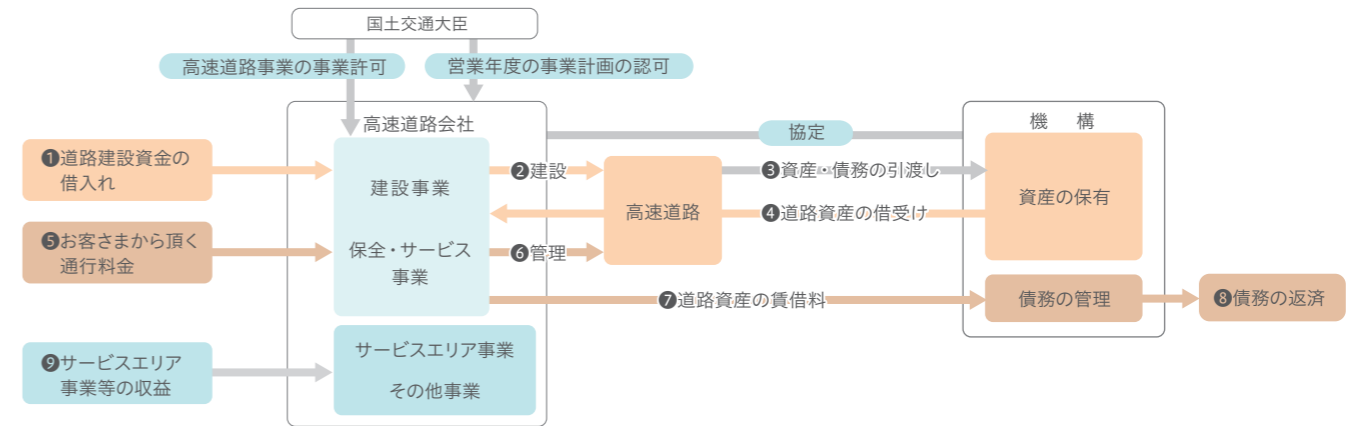 国土交通大臣
高速道路事業の事業許可
営業年度の事業計画の認可
高速道路会社
協定
機 構
❶道路建設資金の
借入れ
建設事業
❷建設
高速道路
❸資産・債務の引渡し
資産の保有
❹道路資産の借受け
❺お客さまから頂く
通行料金
保全・サービス
事業
❻管理
❼道路資産の賃借料
債務の管理
❽債務の返済
❾サービスエリア
事業等の収益
サービスエリア事業
その他事業